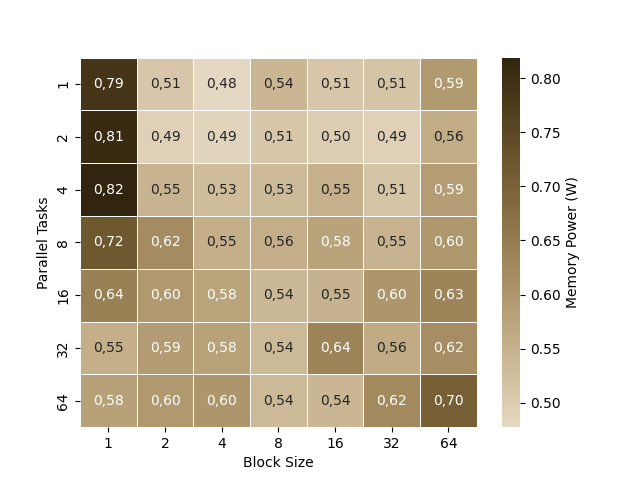 1 0,79 0,51 0,48 0,54 0,51 0,51 0,59
2 0,81 0,49 0,49 0,51 0,50 0,49 0,56
4 0,82 0,55 0,53 0,53 0,55 0,51 0,59
8 0,72 0,62 0,55 0,56 0,58 0,55 0,60
16 0,64 0,60 0,58 0,54 0,55 0,60 0,63
32 0,55 0,59 0,58 0,54 0,64 0,56 0,62
64 0,58 0,60 0,60 0,54 0,54 0,62 0,70
1 2 4 8 16 32 64
Block Size
Parallel Tasks
0.80
0.75
0.70
0.65
0.60
0.55
0.50
Memory Power (W)